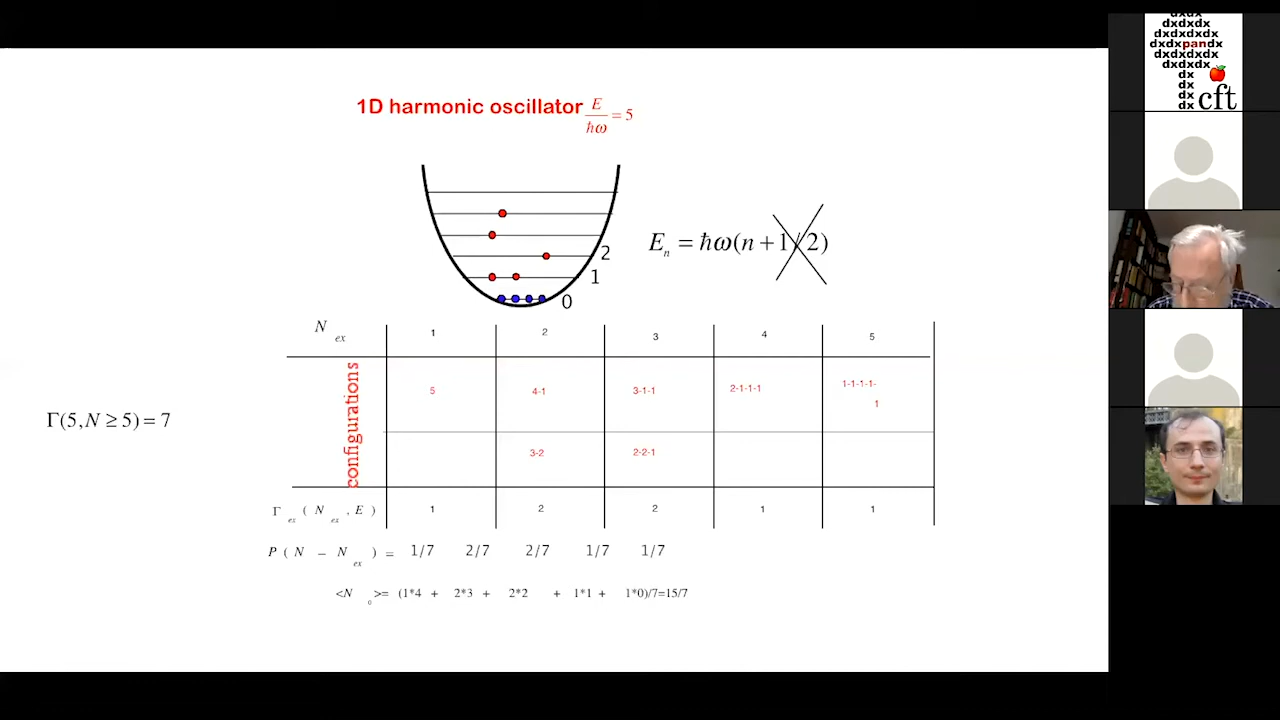 1D harmonic oscillator E/ħω = 5
E_n = ħω(n + 1/2)
2
1
0
N_ex 1 2 3 4 5
configurations
5 4-1 3-1-1 2-1-1-1 1-1-1-1-
1
Γ(5, N ≥ 5) = 7
3-2 2-2-1
Γ_ex ( N_ex , E ) 1 2 2 1 1
P ( N – N_ex ) = 1/7 2/7 2/7 1/7 1/7
<N_0 >= (1*4 + 2*3 + 2*2 + 1*1 + 1*0)/7=15/7
dxdx
dxdxdx
dxdxdxdx
dxdxpandx
dxdxdxdx
dxdxdx
dx
dx
dx
dx cft